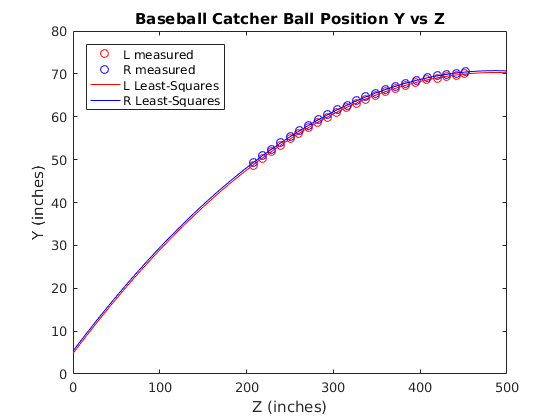 Baseball Catcher Ball Position Y vs Z
80
70
60
50
40
30
20
10
0
Y (inches)
L measured
R measured
L Least-Squares
R Least-Squares
0
100
200
300
400
500
Z (inches)